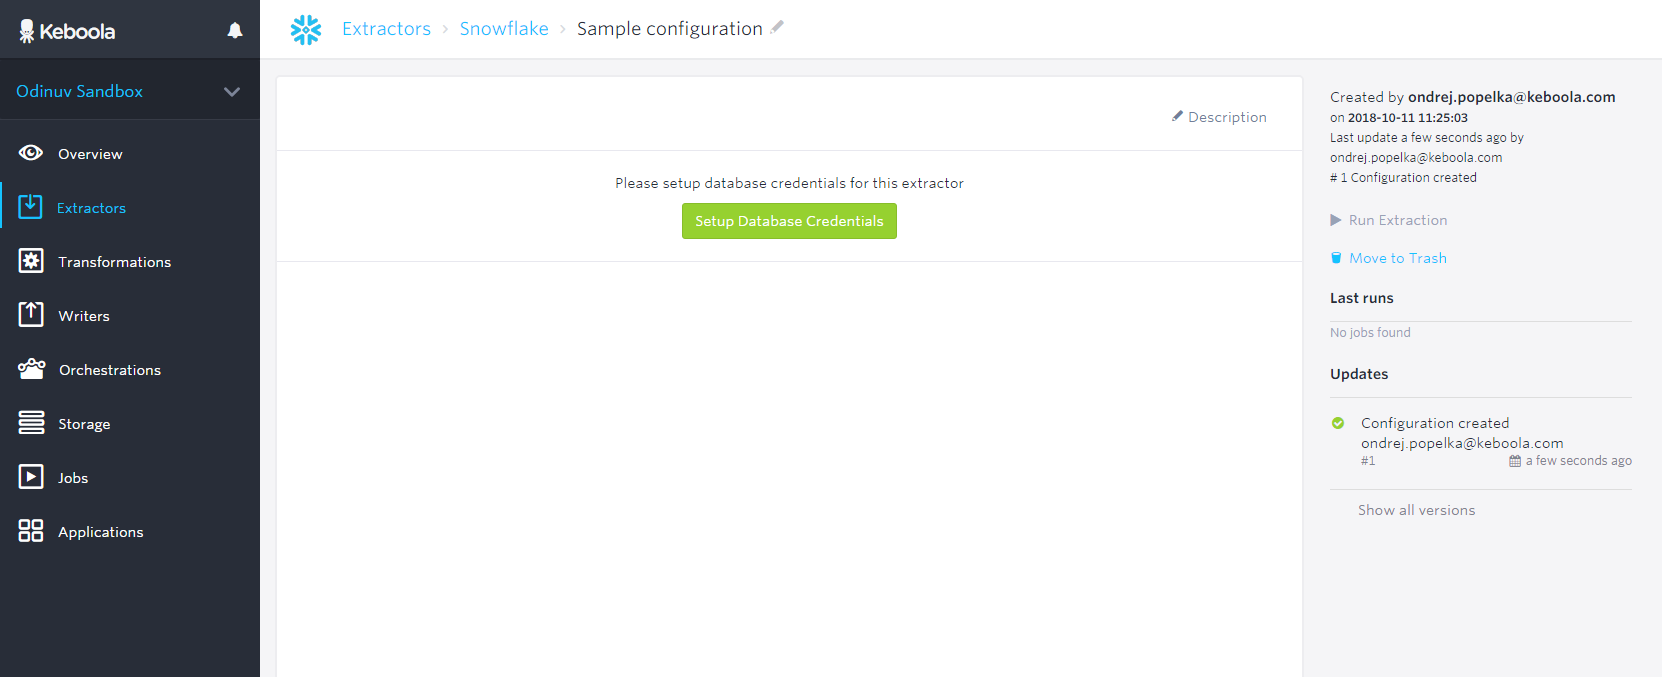 Keboola
Odinuv Sandbox
Overview
Extractors
Transformations
Writers
Orchestrations
Storage
Jobs
Applications
Extractors › Snowflake › Sample configuration
Description
Please setup database credentials for this extractor
Setup Database Credentials
Created by ondrej.popelka@keboola.com
on 2018-10-11 11:25:03
Last update a few seconds ago by
ondrej.popelka@keboola.com
# 1 Configuration created
Run Extraction
Move to Trash
Last runs
No jobs found
Updates
Configuration created
ondrej.popelka@keboola.com
#1 a few seconds ago
Show all versions